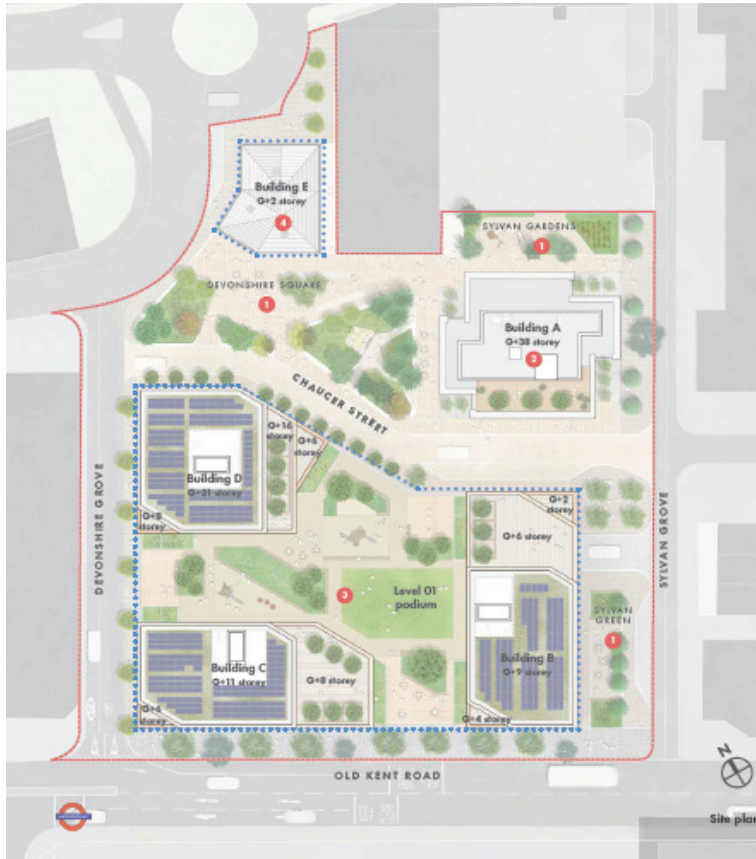 Building E
G+2 storey
4
SYLVAN GARDENS
1
DEVONSHIRE SQUARE
1
Building A
G+38 storey
2
CHAUCER STREET
G+16
storey
G+6
storey
Building D
G+21 storey
G+8
storey
DEVONSHIRE GROVE
SYLVAN GROVE
G+2
storey
G+6 storey
3
Level 01
podium
SYLVAN
GREEN
1
Building B
G+9 storey
Building C
G+11 storey
G+8 storey
G+6
storey
G+4 storey
OLD KENT ROAD
N
Site plan